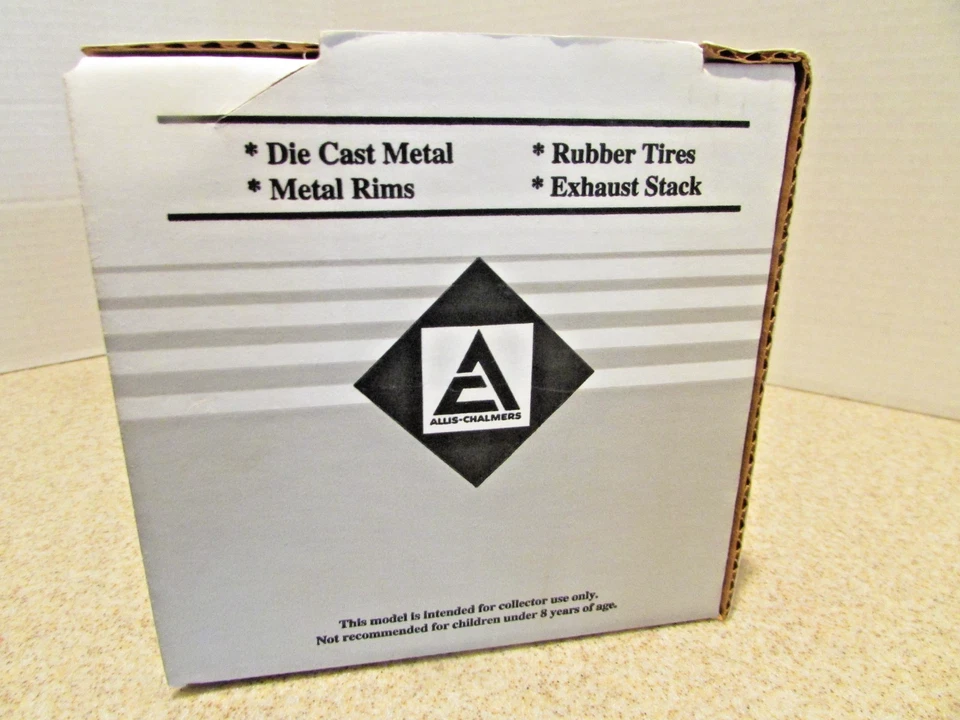 * Die Cast Metal * Rubber Tires
* Metal Rims * Exhaust Stack
ALLIS-CHALMERS
This model is intended for collector use only.
Not recommended for children under 8 years of age.